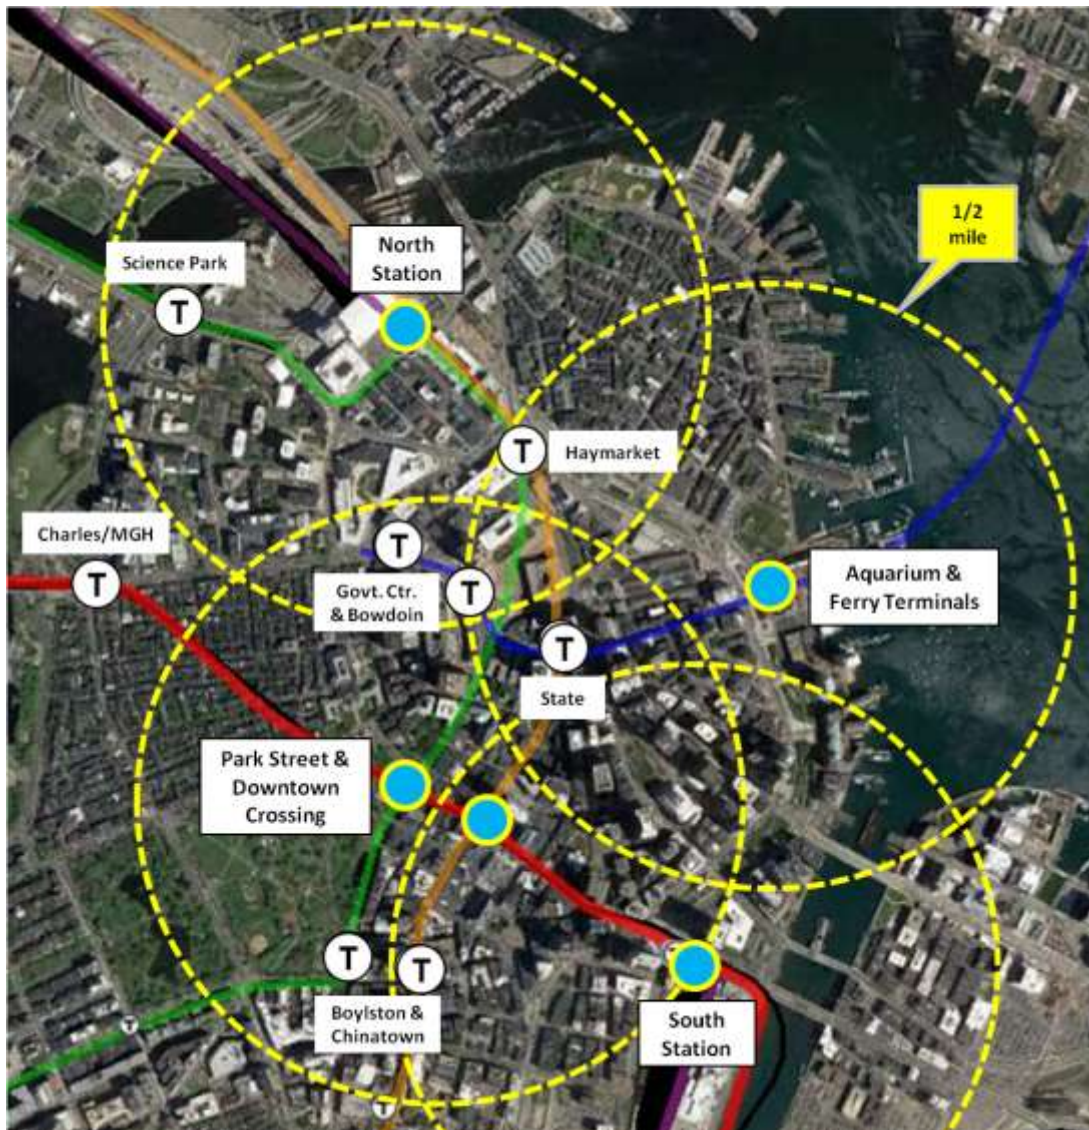 1/2
mile
North
Station
Science Park
T
T
Haymarket
Charles/MGH
T
T
Govt. Ctr.
& Bowdoin
T
Aquarium &
Ferry Terminals
T
State
Park Street &
Downtown
Crossing
T
T
Boylston &
Chinatown
South
Station
T
T